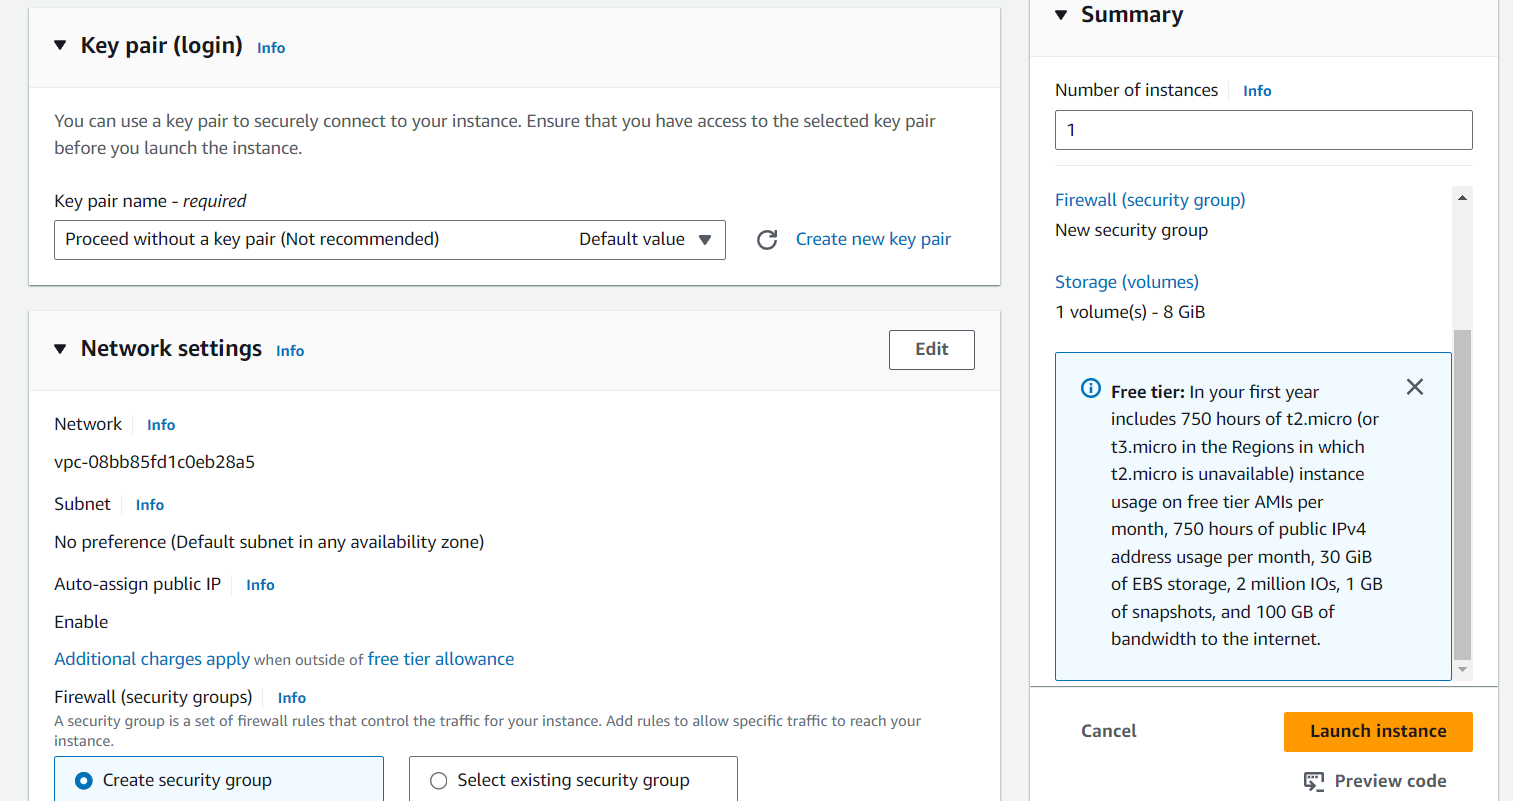 Key pair (login) Info
You can use a key pair to securely connect to your instance. Ensure that you have access to the selected key pair
before you launch the instance.
Key pair name - required
Proceed without a key pair (Not recommended) Default value
Create new key pair
Network settings Info
Edit
Network Info
vpc-08bb85fd1c0eb28a5
Subnet Info
No preference (Default subnet in any availability zone)
Auto-assign public IP Info
Enable
Additional charges apply when outside of free tier allowance
Firewall (security groups) Info
A security group is a set of firewall rules that control the traffic for your instance. Add rules to allow specific traffic to reach your
instance.
Create security group
Select existing security group
Summary
Number of instances Info
1
Firewall (security group)
New security group
Storage (volumes)
1 volume(s) - 8 GiB
Free tier: In your first year
includes 750 hours of t2.micro (or
t3.micro in the Regions in which
t2.micro is unavailable) instance
usage on free tier AMIs per
month, 750 hours of public IPv4
address usage per month, 30 GiB
of EBS storage, 2 million IOs, 1 GB
of snapshots, and 100 GB of
bandwidth to the internet.
Cancel
Launch instance
Preview code